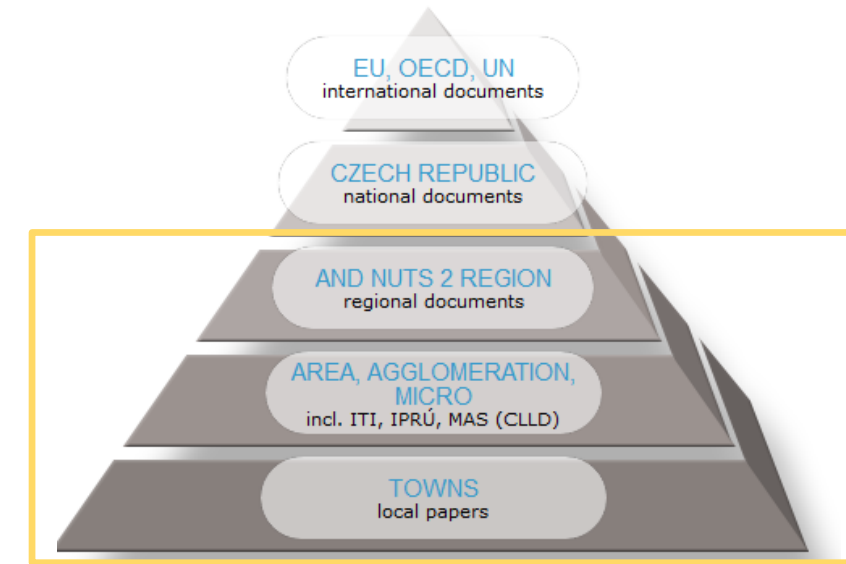 EU, OECD, UN
international documents
CZECH REPUBLIC
national documents
AND NUTS 2 REGION
regional documents
AREA, AGGLOMERATION,
MICRO
incl. ITI, IPRÚ, MAS (CLLD)
TOWNS
local papers